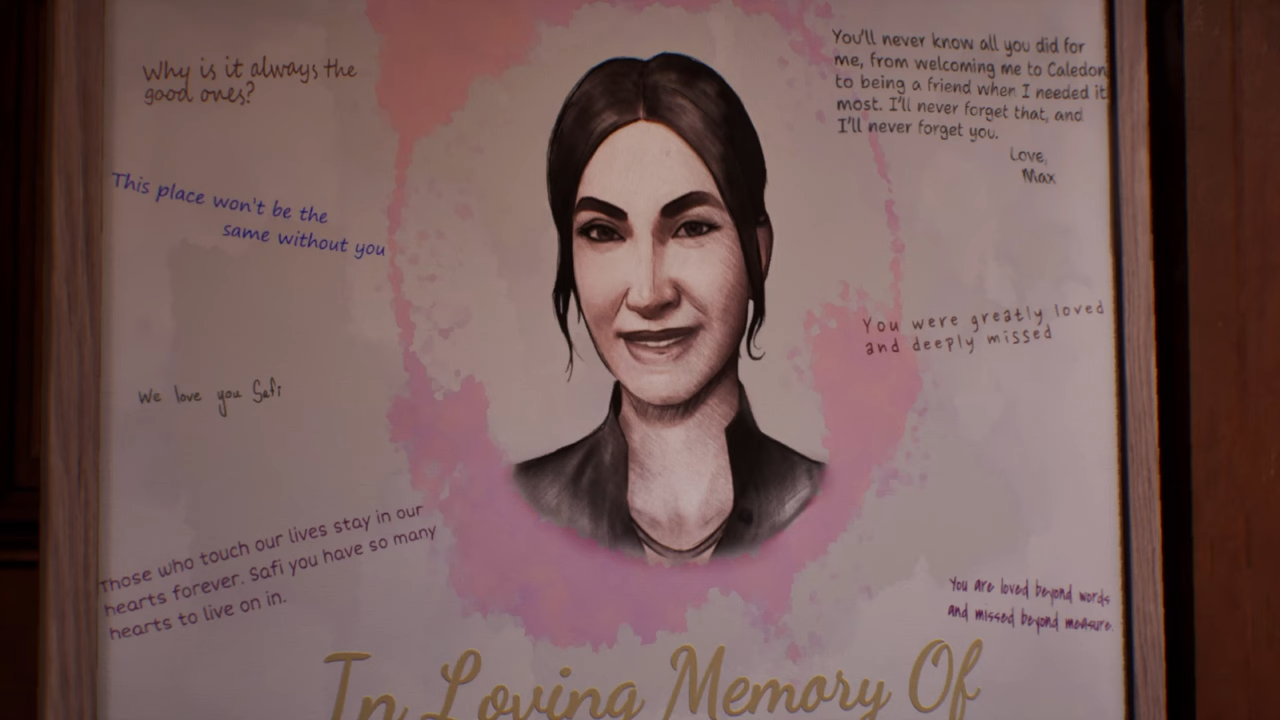 Why is it always the
good ones?
This place won't be the
same without you
We love you Safi
Those who touch our lives stay in our
hearts forever. Safi you have so many
hearts to live on in.
You'll never know all you did for
me, from welcoming me to Caledon
to being a friend when I needed it
most. I'll never forget that, and
I'll never forget you.
Love,
Max
You were greatly loved
and deeply missed
You are loved beyond words
and missed beyond measure.
In Loving Memory Of